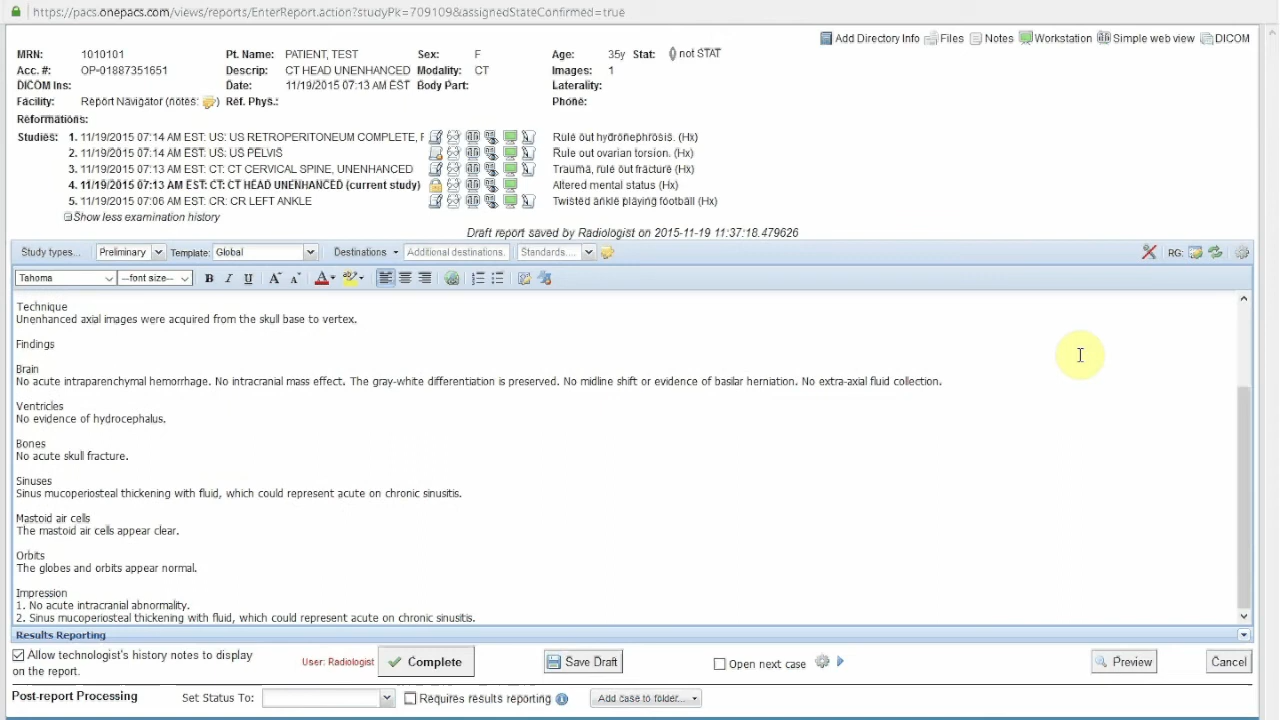 https://pacs.onepacs.com/views/reports/EnterReport.action?studyPk=709109&assignedStateConfirmed=true
Add Directory Info Files Notes Workstation Simple web view DICOM
MRN: 1010101 Pt. Name: PATIENT, TEST Sex: F Age: 35y Stat: not STAT
Acc. #: OP-01887351651 Descrip: CT HEAD UNENHANCED Modality: CT Images: 1
DICOM Ins: Date: 11/19/2015 07:13 AM EST Body Part: Laterality:
Facility: Report Navigator (notes: ) Ref. Phys.: Phone:
Reformations:
Studies: 1. 11/19/2015 07:14 AM EST: US: US RETROPERITONEUM COMPLETE, F Rule out hydronephrosis. (Hx)
2. 11/19/2015 07:14 AM EST: US: US PELVIS Rule out ovarian torsion. (Hx)
3. 11/19/2015 07:14 AM EST: CT: CT CERVICAL SPINE, UNENHANCED Trauma, rule out fracture (Hx)
4. 11/19/2015 07:13 AM EST: CT: CT HEAD UNENHANCED (current study) Altered mental status (Hx)
5. 11/19/2015 07:06 AM EST: CR: CR LEFT ANKLE Twisted ankle playing football (Hx)
Show less examination history
Draft report saved by Radiologist on 2015-11-19 11:37:18.479626
Study types... Preliminary Template: Global Destinations Additional destinations. Standards.... RG:
Tahoma --font size-- B I U A A A
Technique
Unenhanced axial images were acquired from the skull base to vertex.
Findings
Brain
No acute intraparenchymal hemorrhage. No intracranial mass effect. The gray-white differentiation is preserved. No midline shift or evidence of basilar herniation. No extra-axial fluid collection.
Ventricles
No evidence of hydrocephalus.
Bones
No acute skull fracture.
Sinuses
Sinus mucoperiosteal thickening with fluid, which could represent acute on chronic sinusitis.
Mastoid air cells
The mastoid air cells appear clear.
Orbits
The globes and orbits appear normal.
Impression
1. No acute intracranial abnormality.
2. Sinus mucoperiosteal thickening with fluid, which could represent acute on chronic sinusitis.
Results Reporting
Allow technologist's history notes to display
on the report.
User: Radiologist Complete Save Draft Open next case Preview Cancel
Post-report Processing Set Status To: Requires results reporting Add case to folder...